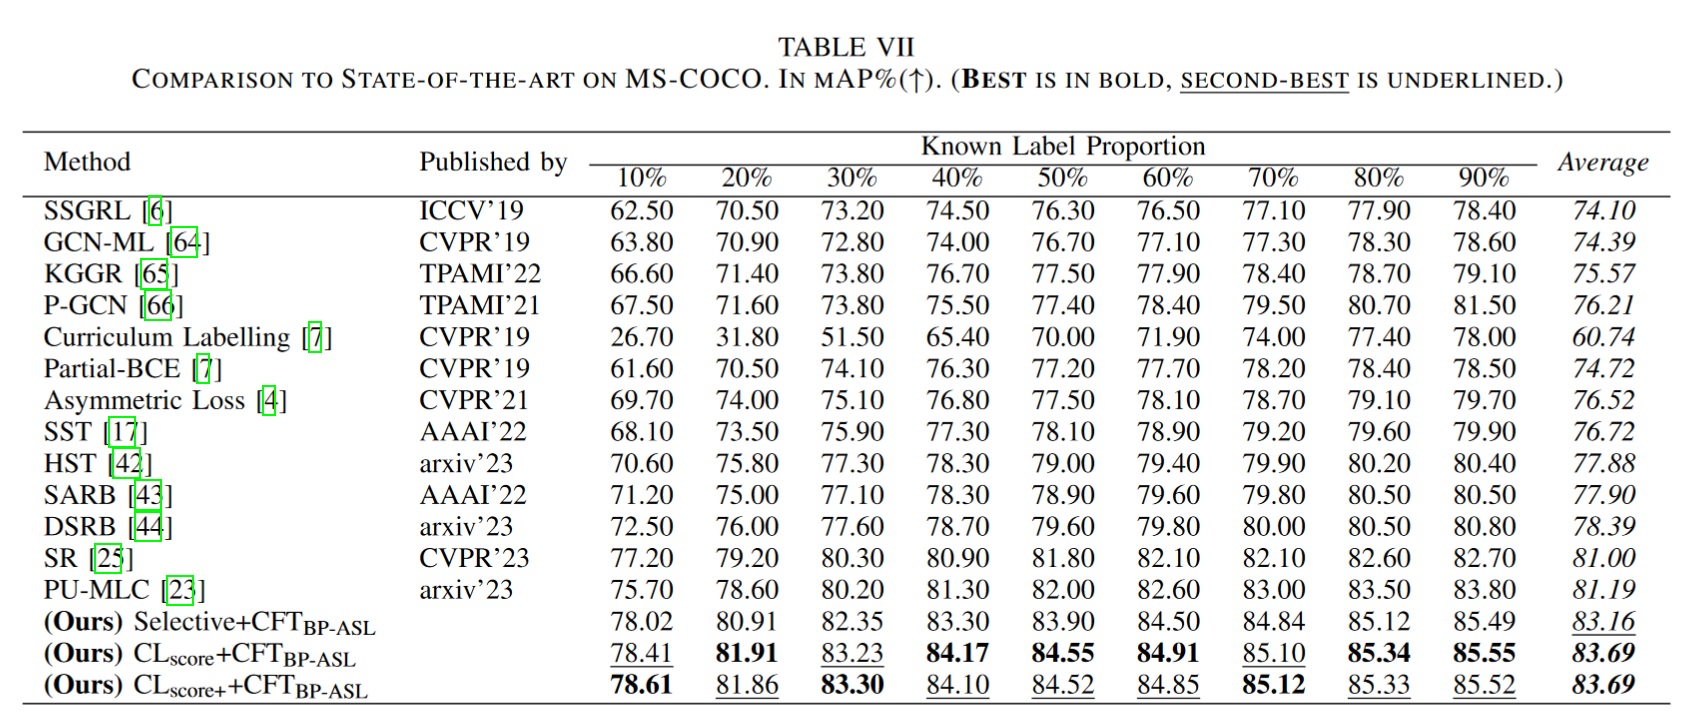 TABLE VII
COMPARISON TO STATE-OF-THE-ART ON MS-COCO. IN MAP%(↑). (BEST IS IN BOLD, SECOND-BEST IS UNDERLINED.)
Method Published by Known Label Proportion Average
10% 20% 30% 40% 50% 60% 70% 80% 90%
SSGRL [6] ICCV'19 62.50 70.50 73.20 74.50 76.30 76.50 77.10 77.90 78.40 74.10
GCN-ML [64] CVPR'19 63.80 70.90 72.80 74.00 76.70 77.10 77.30 78.30 78.60 74.39
KGGR [65] TPAMI'22 66.60 71.40 73.80 76.70 77.50 77.90 78.40 78.70 79.10 75.57
P-GCN [66] TPAMI'21 67.50 71.60 73.80 75.50 77.40 78.40 79.50 80.70 81.50 76.21
Curriculum Labelling [7] CVPR'19 26.70 31.80 51.50 65.40 70.00 71.90 74.00 77.40 78.00 60.74
Partial-BCE [7] CVPR'19 61.60 70.50 74.10 76.30 77.20 77.70 78.20 78.40 78.50 74.72
Asymmetric Loss [4] CVPR'21 69.70 74.00 75.10 76.80 77.50 78.10 78.70 79.10 79.70 76.52
SST [17] AAAI'22 68.10 73.50 75.90 77.30 78.10 78.90 79.20 79.60 79.90 76.72
HST [42] arxiv'23 70.60 75.80 77.30 78.30 79.00 79.40 79.90 80.20 80.40 77.88
SARB [43] AAAI'22 71.20 75.00 77.10 78.30 78.90 79.60 79.80 80.50 80.50 77.90
DSRB [44] arxiv'23 72.50 76.00 77.60 78.70 79.60 79.80 80.00 80.50 80.80 78.39
SR [25] CVPR'23 77.20 79.20 80.30 80.90 81.80 82.10 82.10 82.60 82.70 81.00
PU-MLC [23] arxiv'23 75.70 78.60 80.20 81.30 82.00 82.60 83.00 83.50 83.80 81.19
(Ours) Selective+CFTBP-ASL 78.02 80.91 82.35 83.30 83.90 84.50 84.84 85.12 85.49 83.16
(Ours) CLscore+CFTBP-ASL 78.41 81.91 83.23 84.17 84.55 84.91 85.10 85.34 85.55 83.69
(Ours) CLscore++CFTBP-ASL 78.61 81.86 83.30 84.10 84.52 84.85 85.12 85.33 85.52 83.69